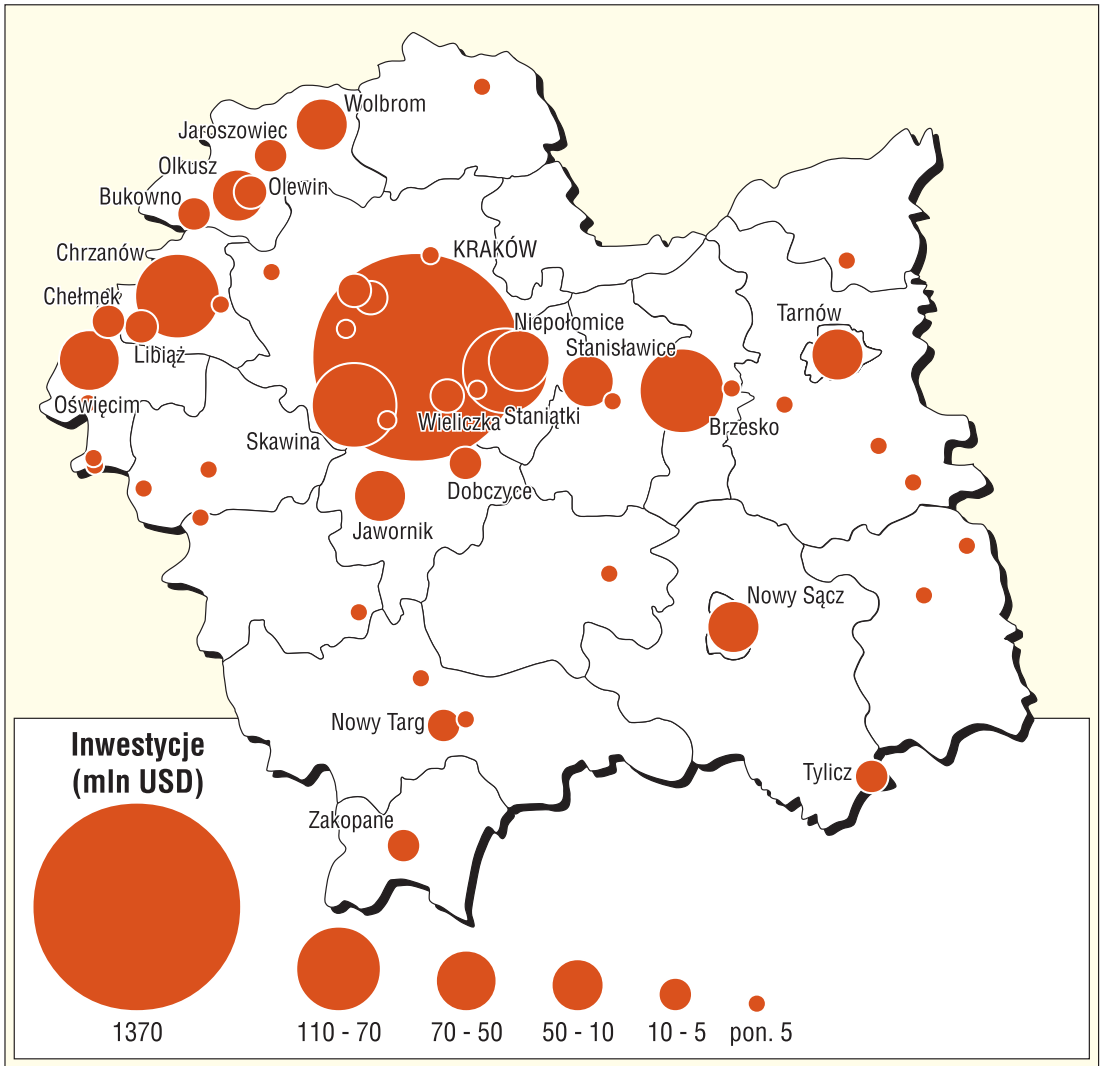 Wolbrom
Jaroszowiec
Olkusz
Olewin
Bukowno
KRAKÓW
Chrzanów
Chełmek
Niepołomice
Tarnów
Stanisławice
Libiąż
Oświęcim
Wieliczka
Staniątki
Brzesko
Skawina
Dobczyce
Jawornik
Nowy Sącz
Nowy Targ
Inwestycje
(mln USD)
Tylicz
Zakopane
1370
110 - 70
70 - 50
50 - 10
10 - 5
pon. 5